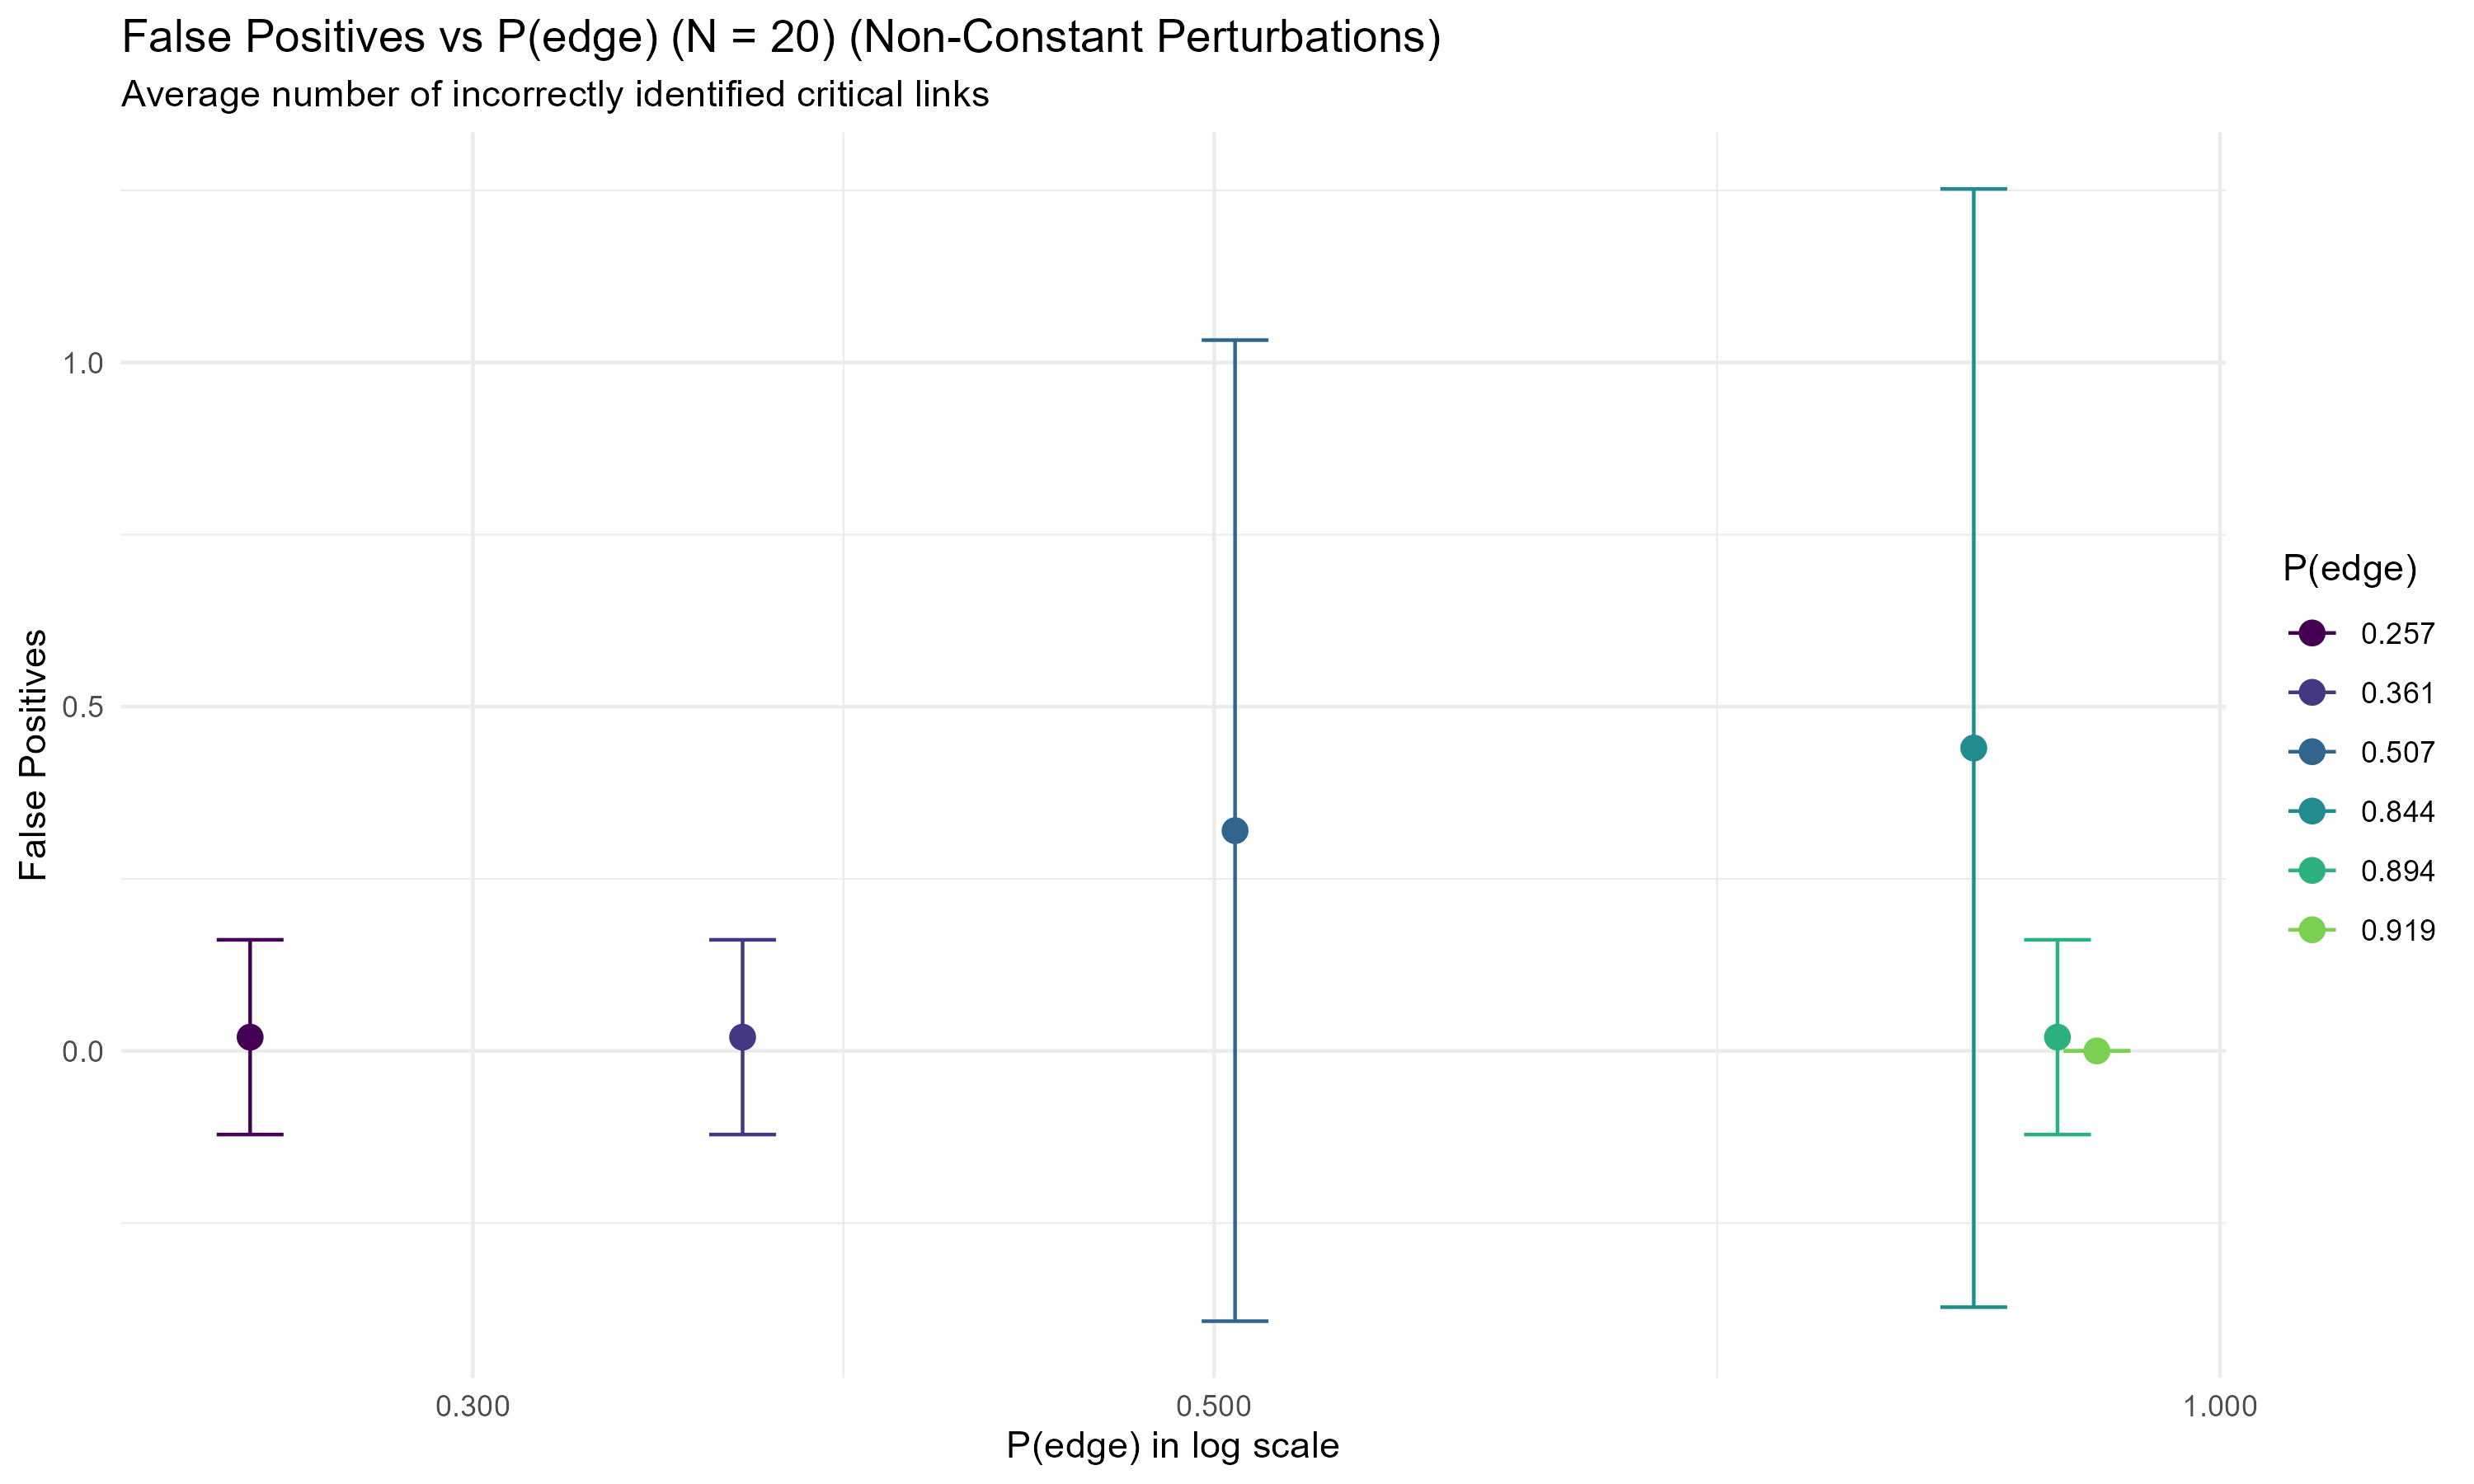 False Positives vs P(edge) (N = 20) (Non-Constant Perturbations)
Average number of incorrectly identified critical links
False Positives
1.0
0.5
0.0
0.300
0.500
1.000
P(edge) in log scale
P(edge)
0.257
0.361
0.507
0.844
0.894
0.919